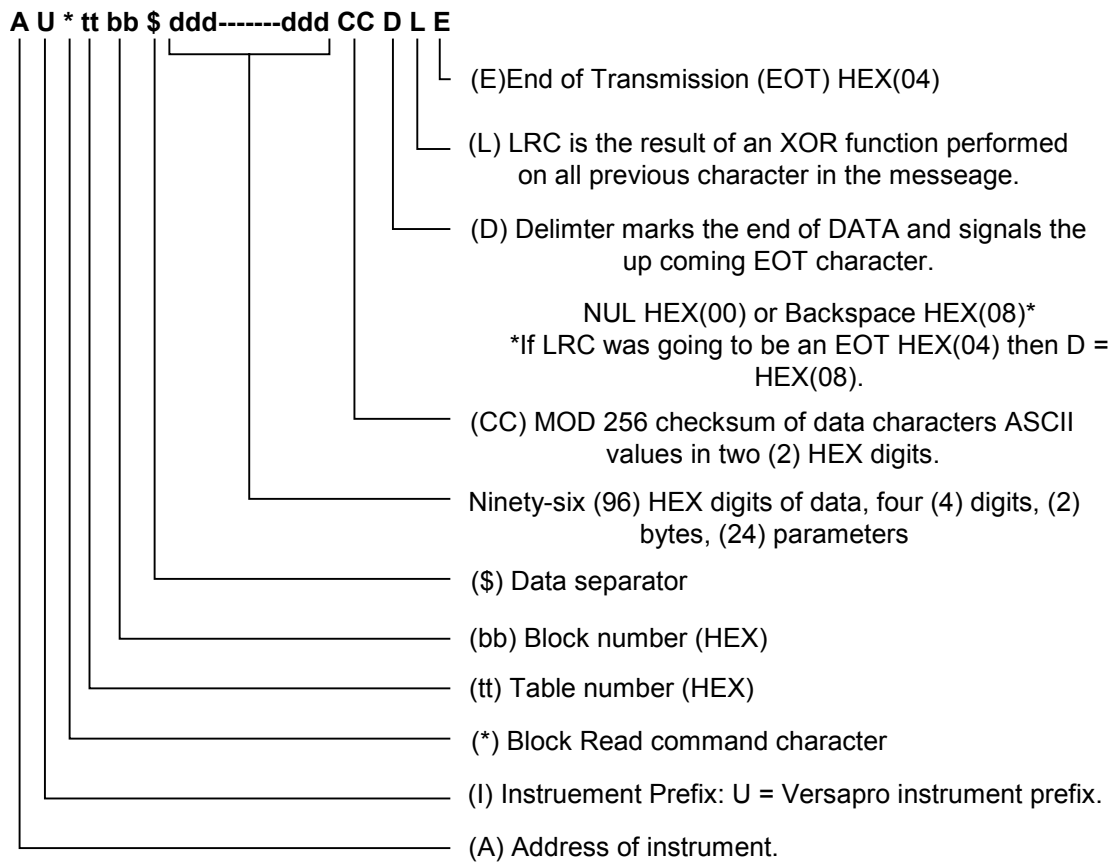 A U * tt bb $ ddd-------ddd CC D L E
(E)End of Transmission (EOT) HEX(04)
(L) LRC is the result of an XOR function performed
on all previous character in the messeage.
(D) Delimter marks the end of DATA and signals the
up coming EOT character.
NUL HEX(00) or Backspace HEX(08)*
*If LRC was going to be an EOT HEX(04) then D =
HEX(08).
(CC) MOD 256 checksum of data characters ASCII
values in two (2) HEX digits.
Ninety-six (96) HEX digits of data, four (4) digits, (2)
bytes, (24) parameters
($) Data separator
(bb) Block number (HEX)
(tt) Table number (HEX)
(*) Block Read command character
(I) Instruement Prefix: U = Versapro instrument prefix.
(A) Address of instrument.